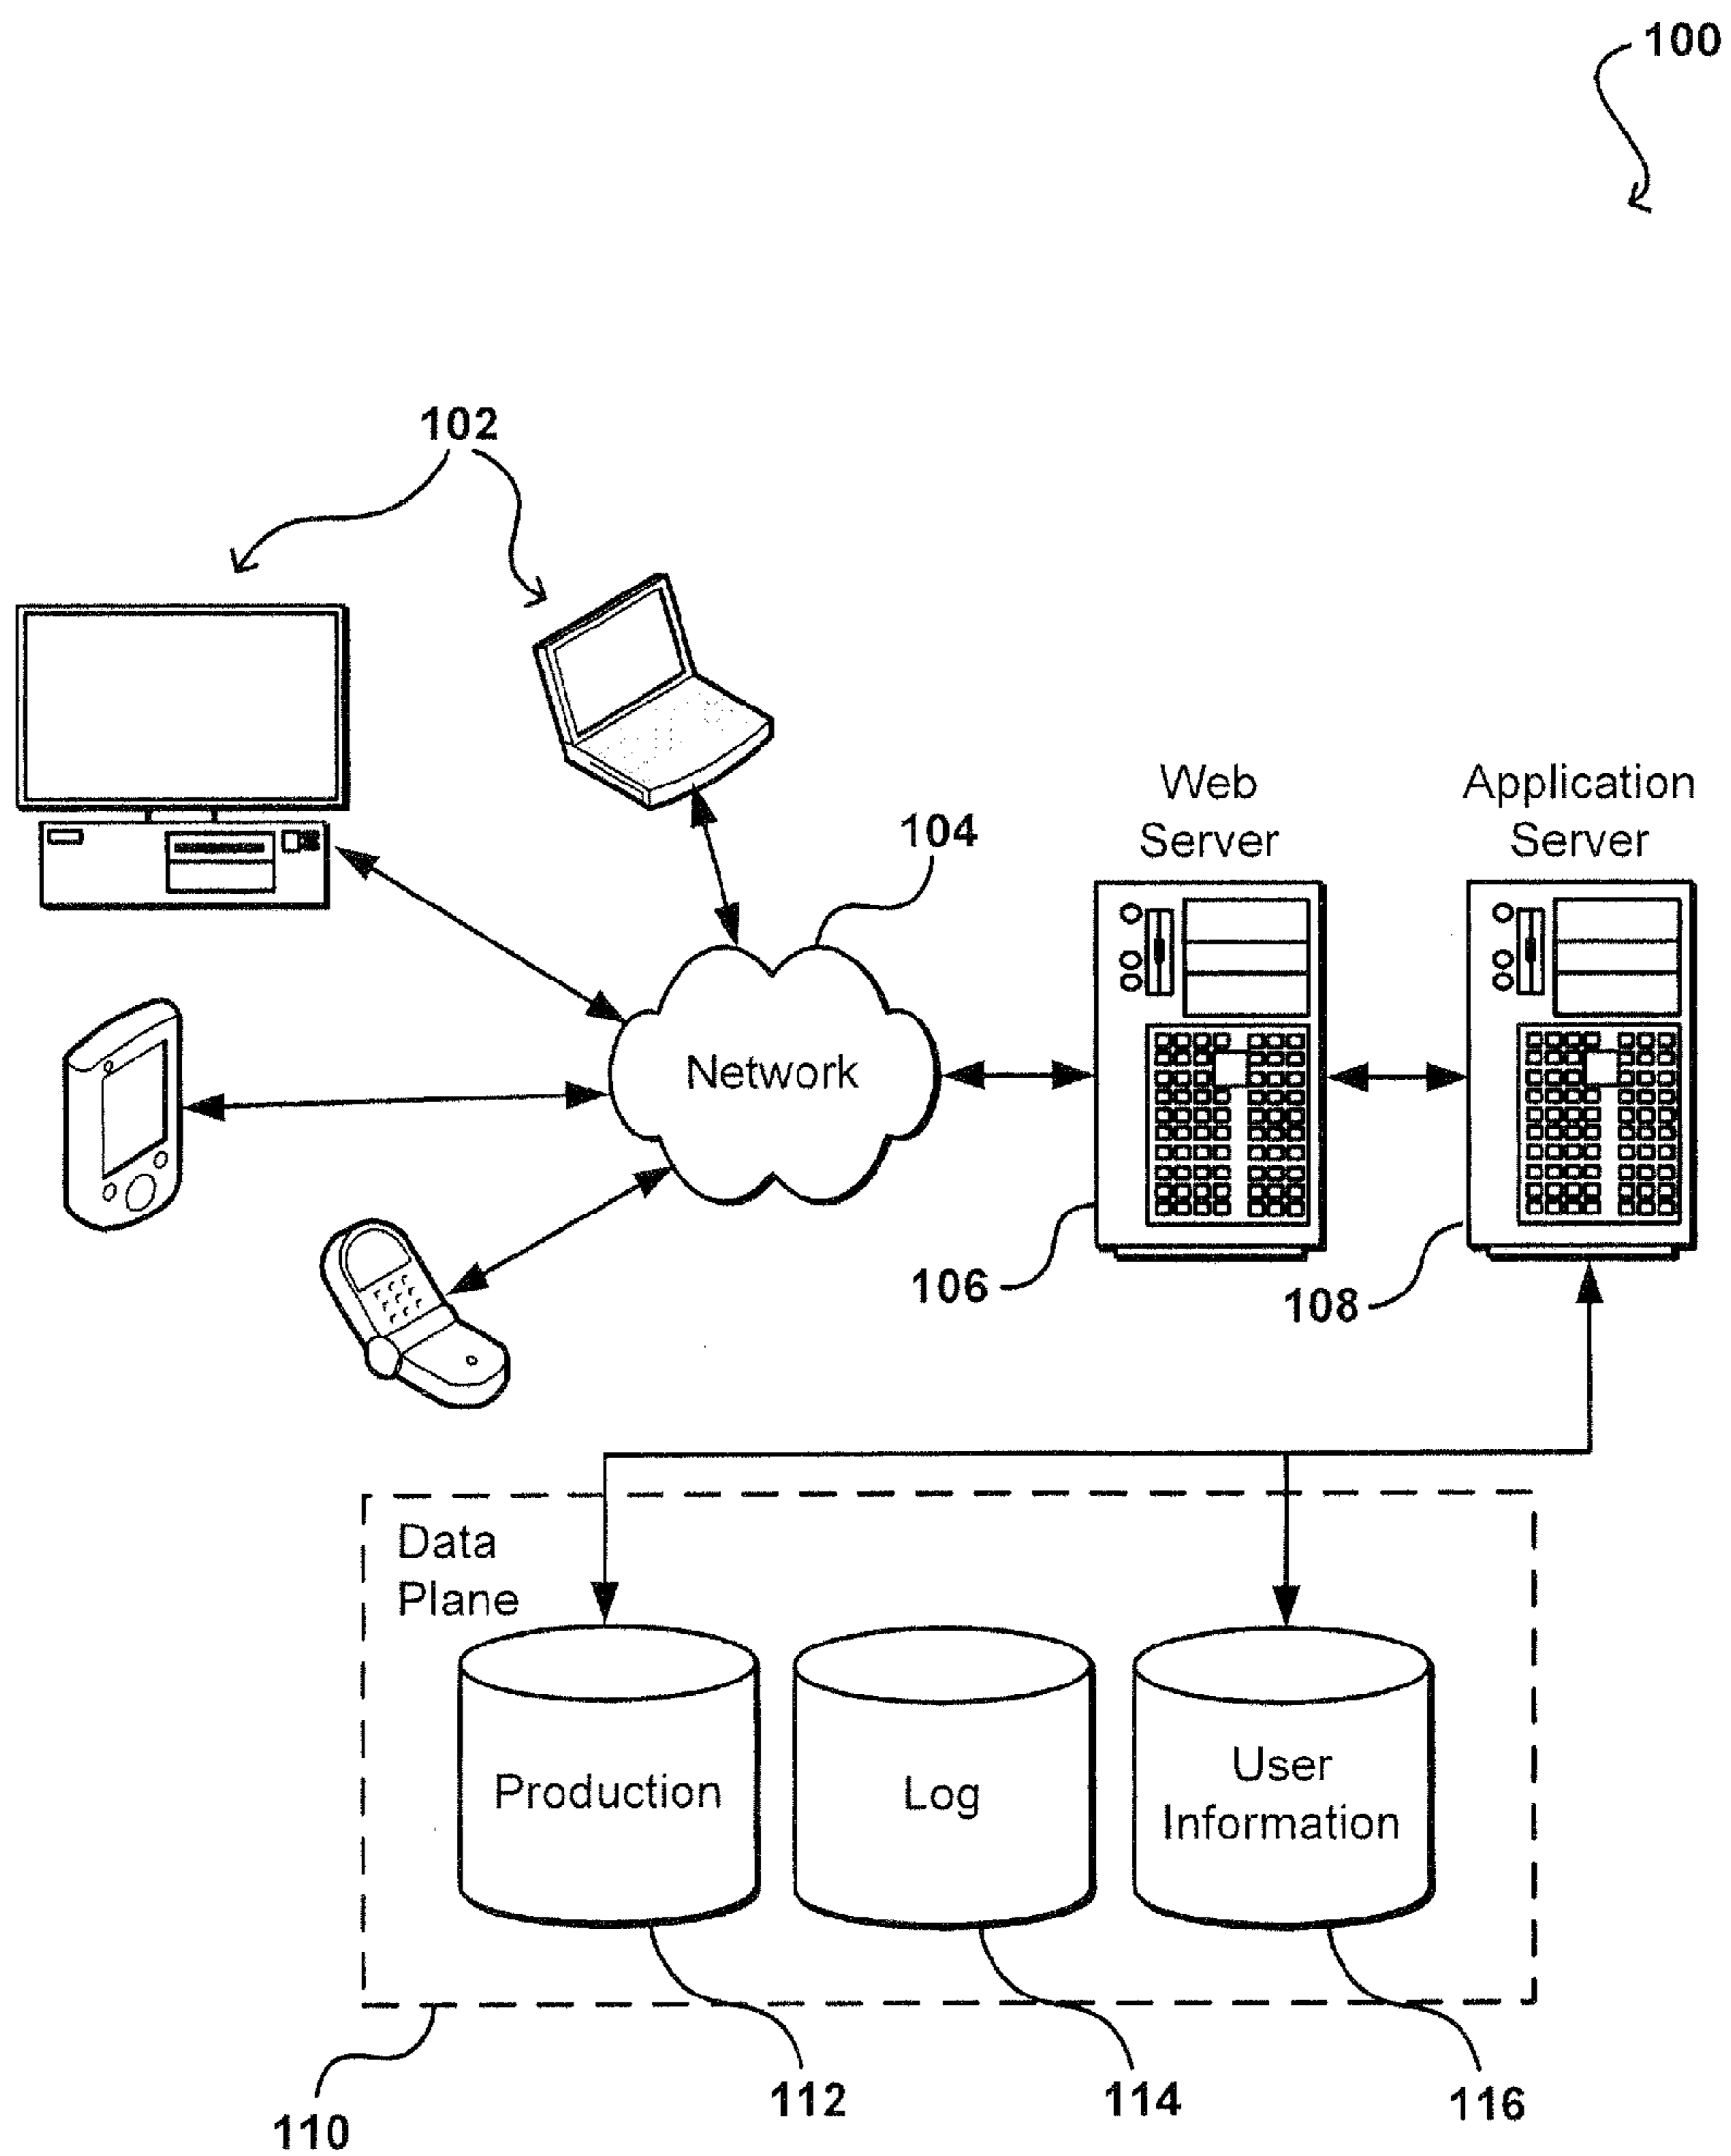 100
102
104
Web
Server
Application
Server
Network
106
108
Data
Plane
Production
Log
User
Information
110
112
114
116